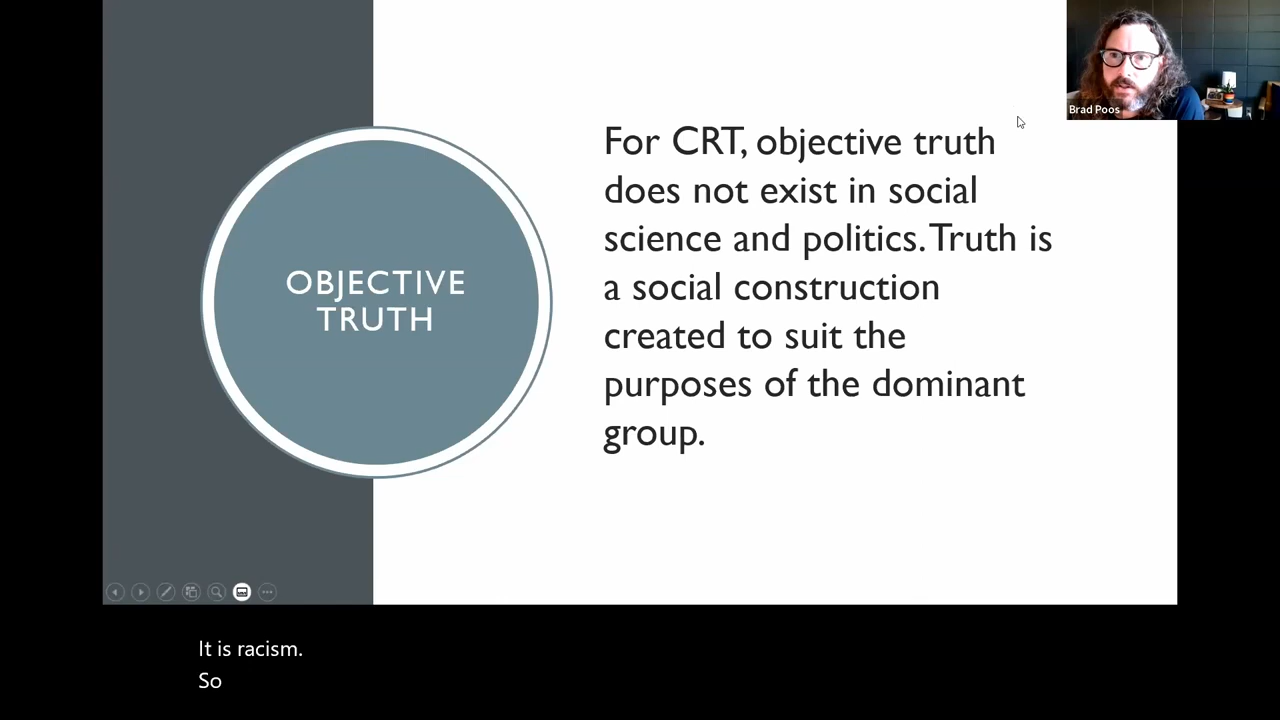 Brad Poos
OBJECTIVE
TRUTH
For CRT, objective truth
does not exist in social
science and politics. Truth is
a social construction
created to suit the
purposes of the dominant
group.
It is racism.
So